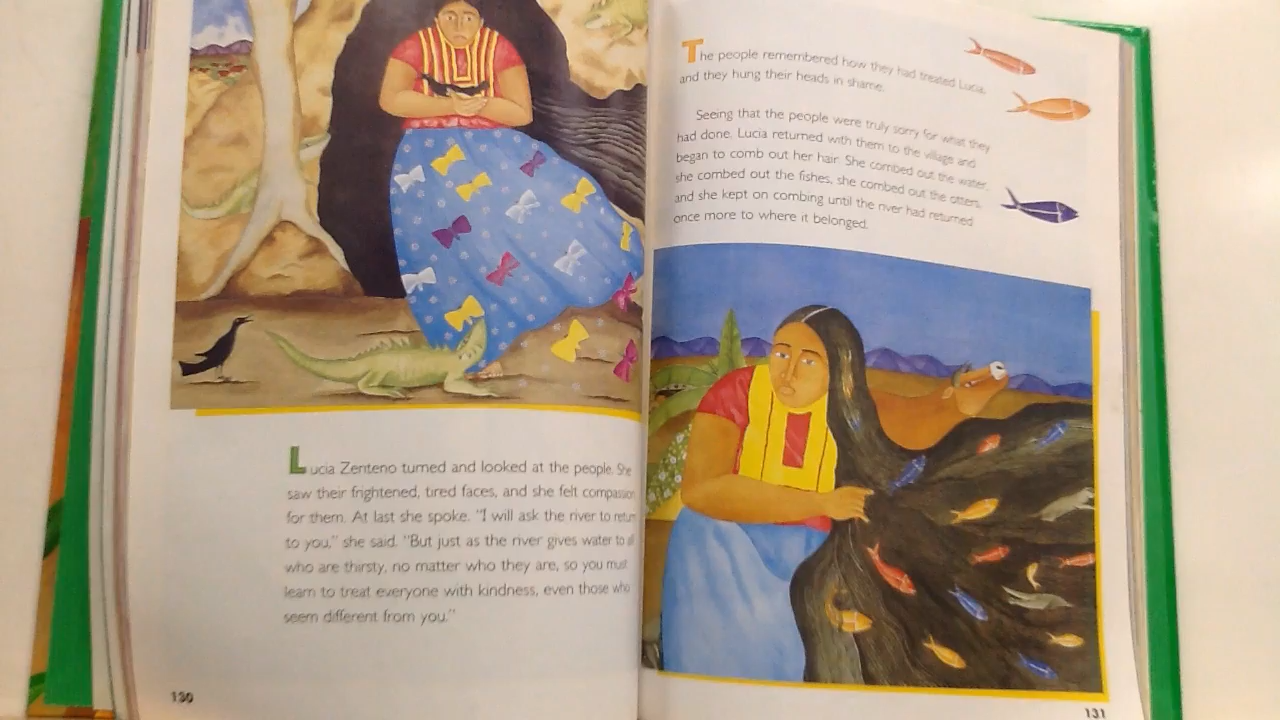 Lucia Zenteno turned and looked at the people. She
saw their frightened, tired faces, and she felt compassion
for them. At last she spoke. "I will ask the river to return
to you," she said. "But just as the river gives water to all
who are thirsty, no matter who they are, so you must
learn to treat everyone with kindness, even those who
seem different from you."
130
The people remembered how they had treated Lucia,
and they hung their heads in shame.
Seeing that the people were truly sorry for what they
had done, Lucia returned with them to the village and
began to comb out her hair. She combed out the water,
she combed out the fishes, she combed out the otters,
and she kept on combing until the river had returned
once more to where it belonged.
131